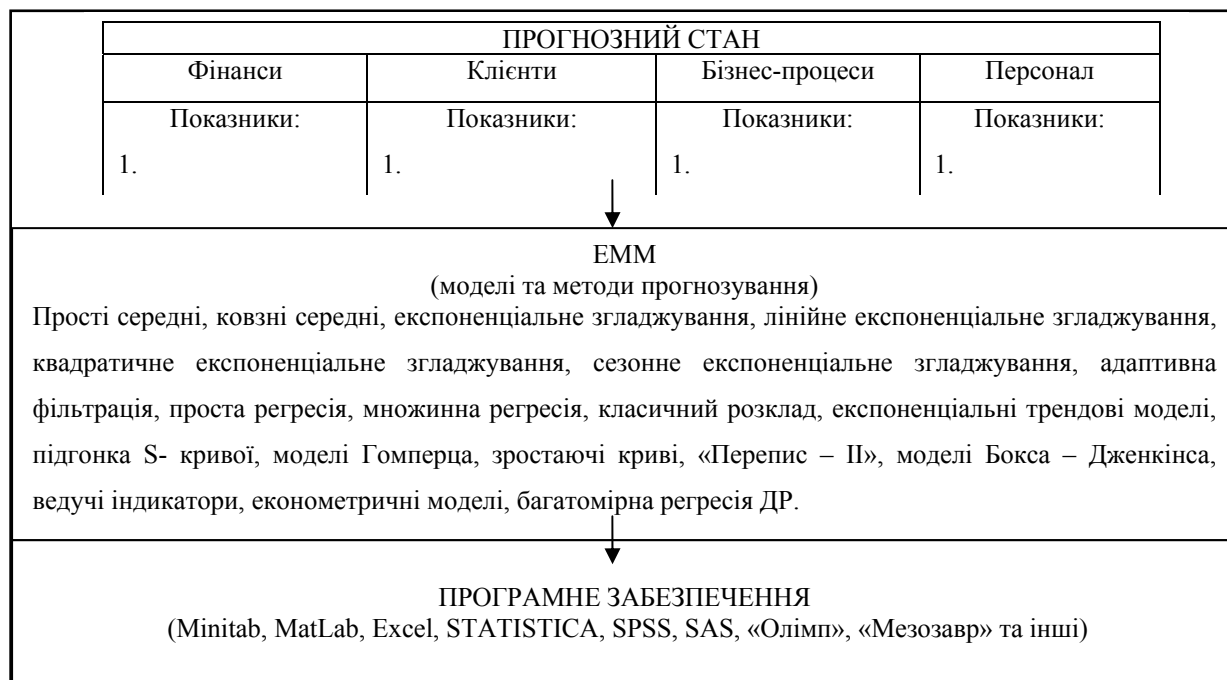 ПРОГНОЗНИЙ СТАН
Фінанси Клієнти Бізнес-процеси Персонал
Показники: Показники: Показники: Показники:
1. 1. 1. 1.
ЕММ
(моделі та методи прогнозування)
Прості середні, ковзні середні, експоненціальне згладжування, лінійне експоненціальне згладжування,
квадратичне експоненціальне згладжування, сезонне експоненціальне згладжування, адаптивна
фільтрація, проста регресія, множинна регресія, класичний розклад, експоненціальні трендові моделі,
підгонка S- кривої, моделі Гомперца, зростаючі криві, «Перепис – ІІ», моделі Бокса – Дженкінса,
ведучі індикатори, економетричні моделі, багатомірна регресія ДР.
ПРОГРАМНЕ ЗАБЕЗПЕЧЕННЯ
(Minitab, MatLab, Excel, STATISTICA, SPSS, SAS, «Олімп», «Мезозавр» та інші)